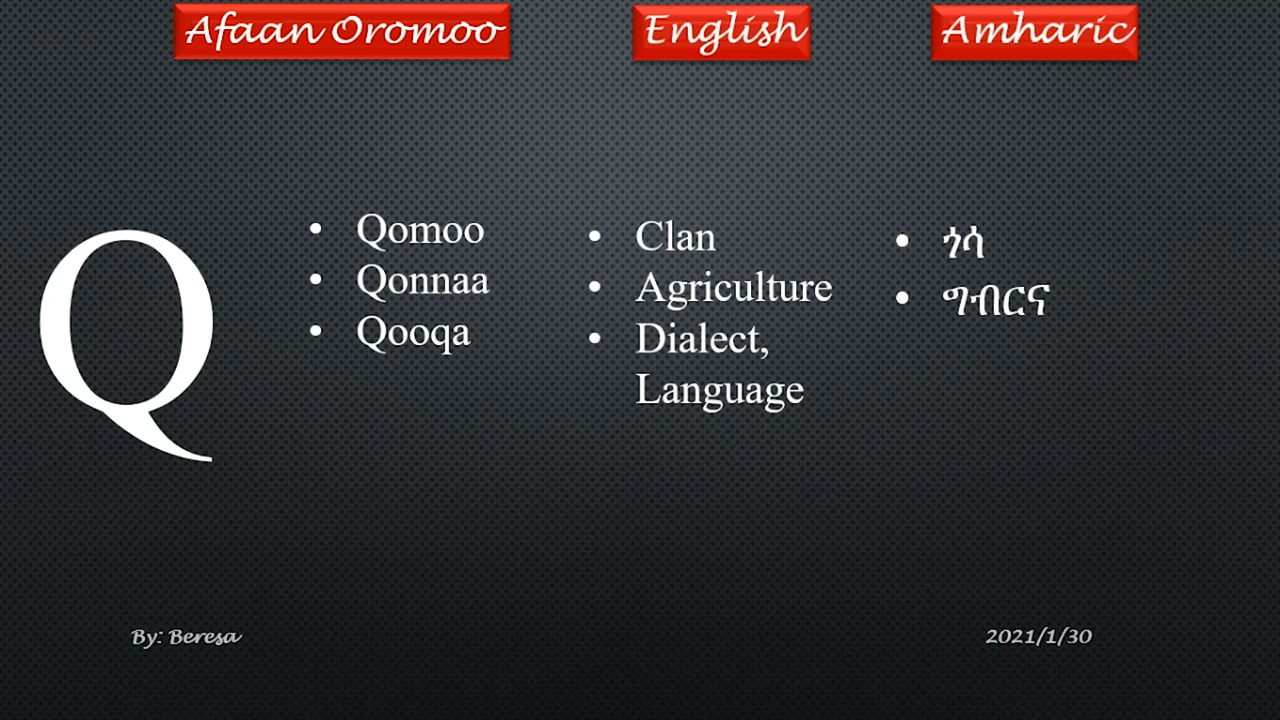 Afaan Oromoo
English
Amharic
Q
• Qomoo
• Qonnaa
• Qooqa
• Clan
• Agriculture
• Dialect,
Language
• ጎሳ
• ግብርና
By: Beresa
2021/1/30